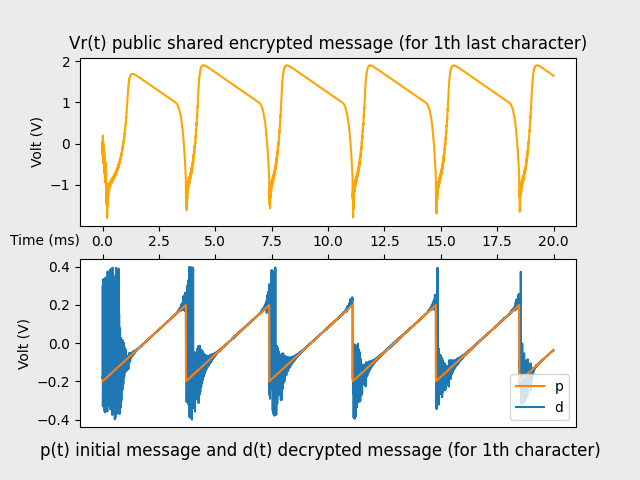 Vr(t) public shared encrypted message (for 1th last character)
2
1
0
−1
Volt (V)
Time (ms)
0.0 2.5 5.0 7.5 10.0 12.5 15.0 17.5 20.0
0.4
0.2
0.0
−0.2
−0.4
Volt (V)
p
d
p(t) initial message and d(t) decrypted message (for 1th character)